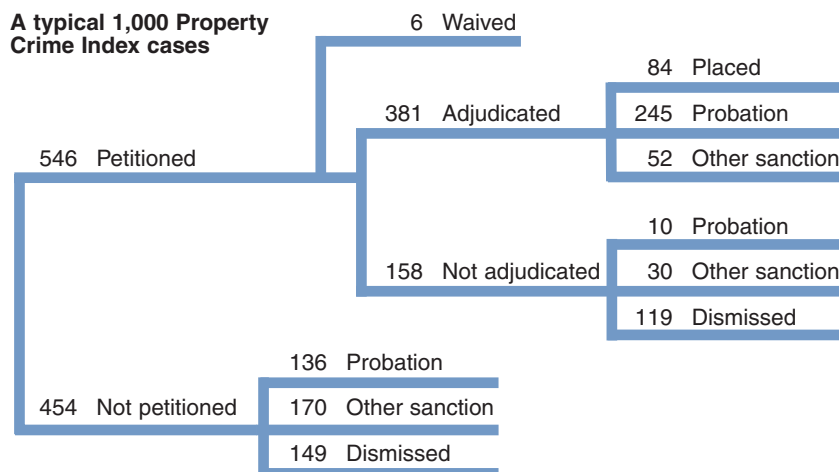 A typical 1,000 Property
Crime Index cases
6 Waived
84 Placed
381 Adjudicated
245 Probation
546 Petitioned
52 Other sanction
10 Probation
158 Not adjudicated
30 Other sanction
119 Dismissed
136 Probation
454 Not petitioned
170 Other sanction
149 Dismissed